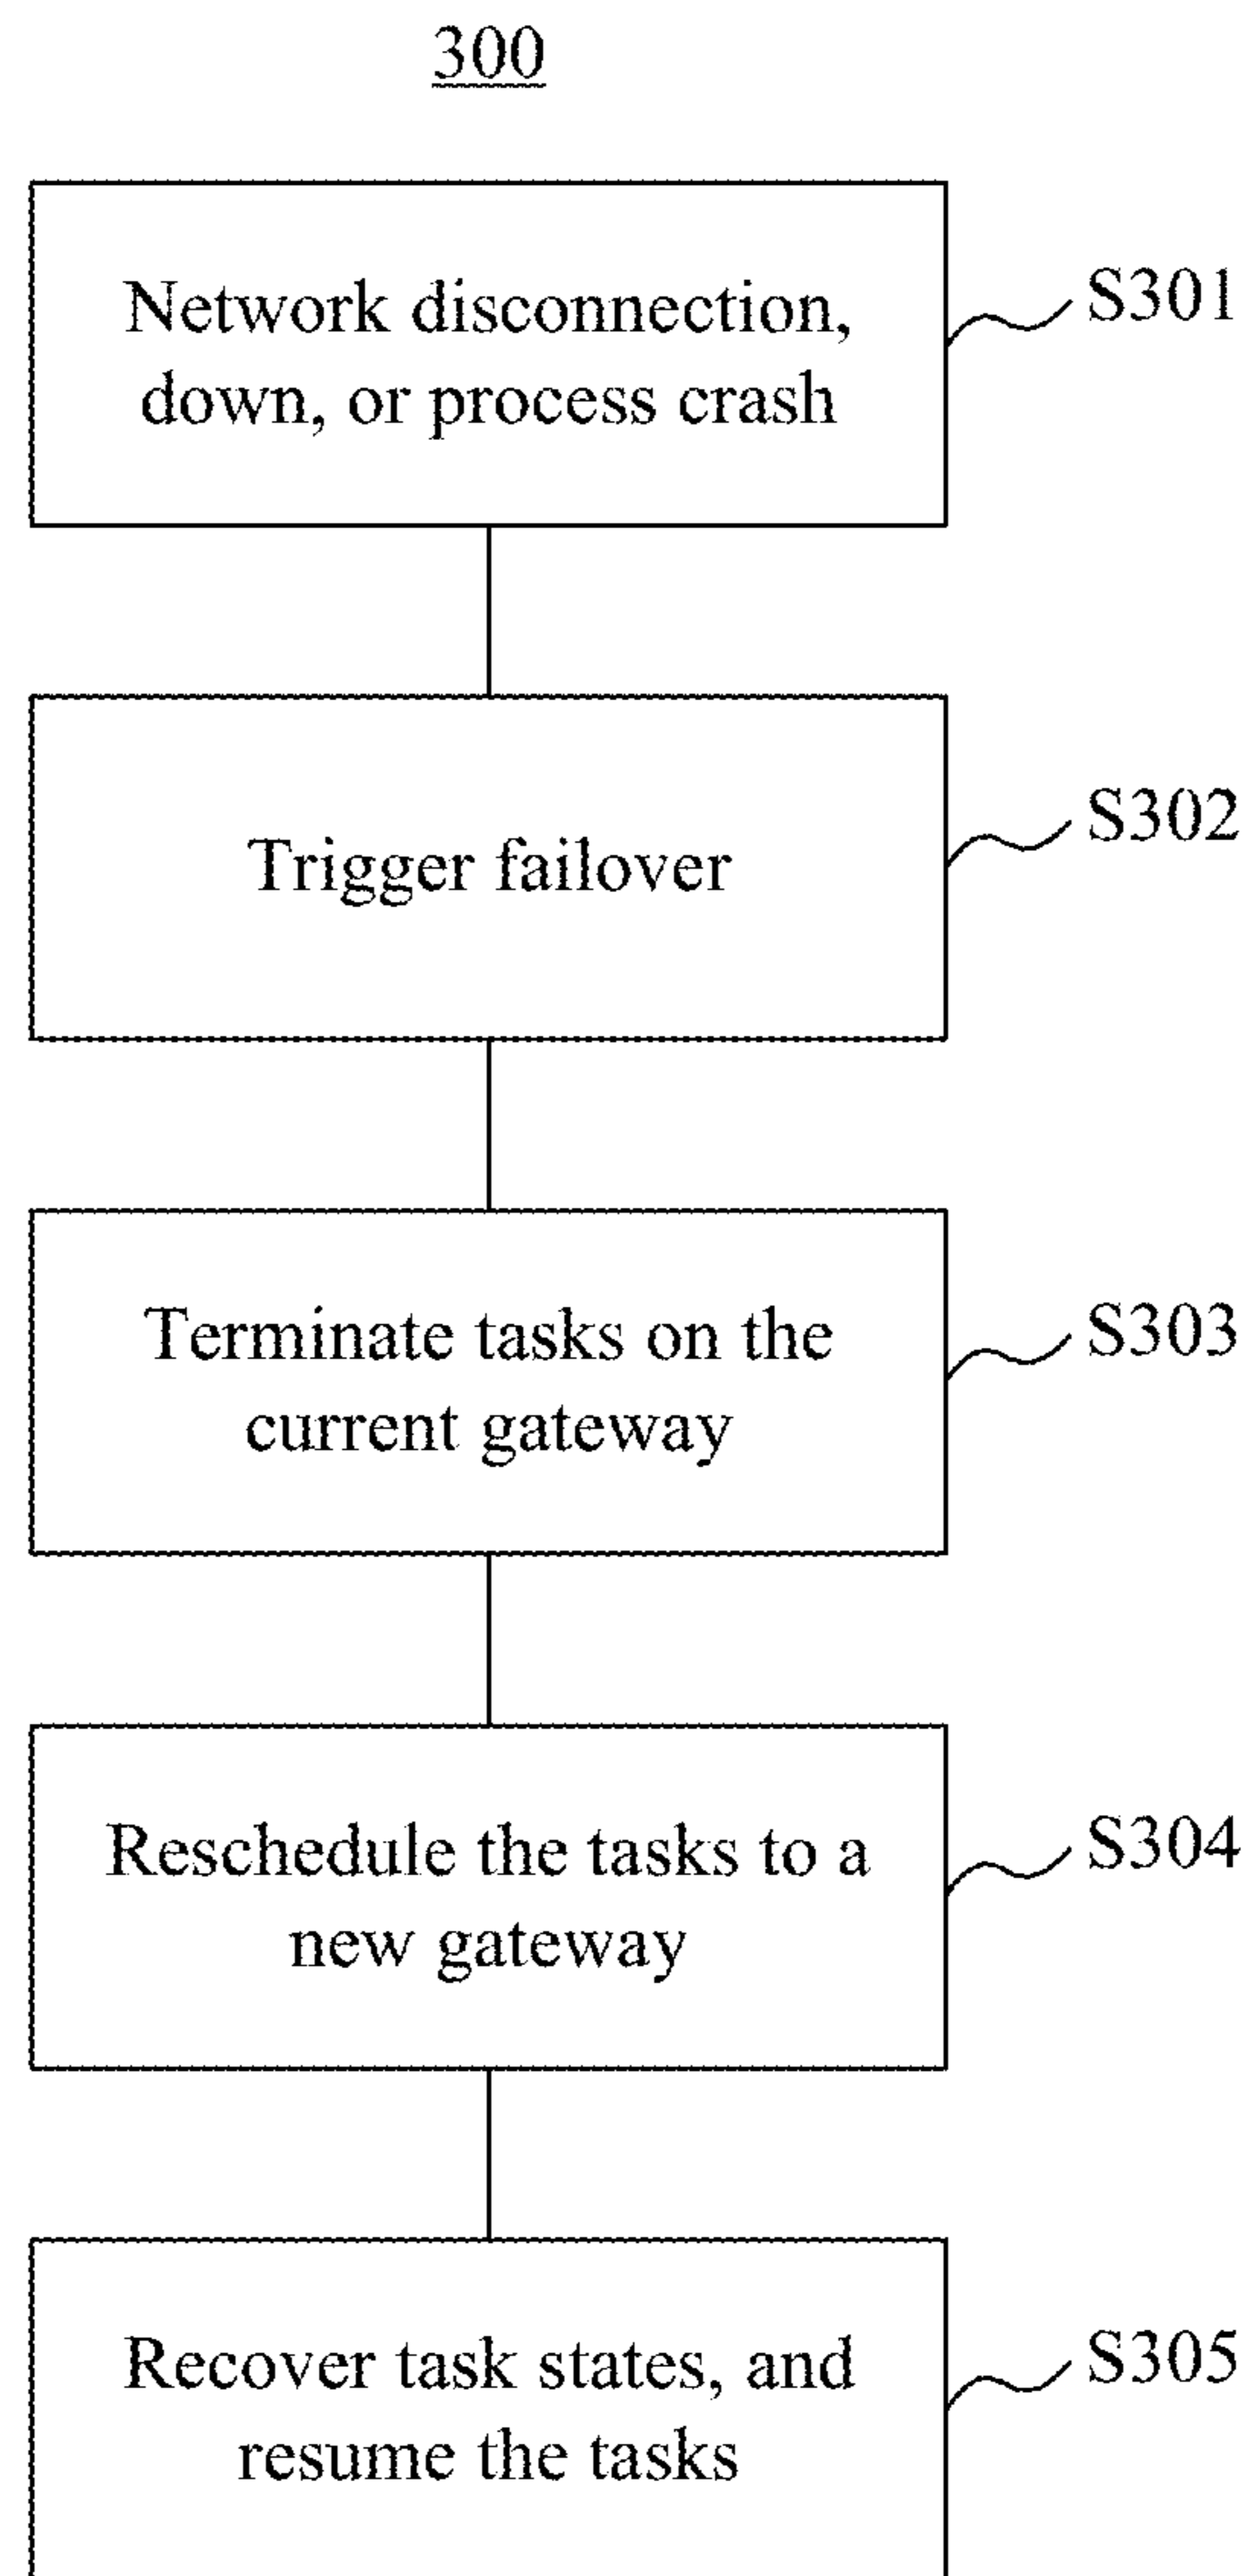 300
Network disconnection,
down, or process crash
S301
Trigger failover
S302
Terminate tasks on the
current gateway
S303
Reschedule the tasks to a
new gateway
S304
Recover task states, and
resume the tasks
S305